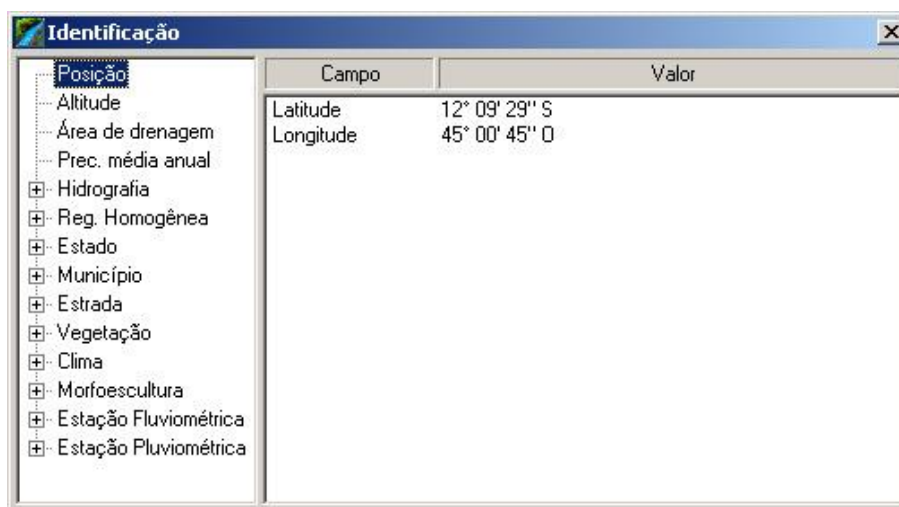 Identificação
Posição
Altitude
Área de drenagem
Prec. média anual
Hidrografia
Reg. Homogênea
Estado
Município
Estrada
Vegetação
Clima
Morfoescultura
Estação Fluviométrica
Estação Pluviométrica
Campo Valor
Latitude 12° 09' 29'' S
Longitude 45° 00' 45'' O